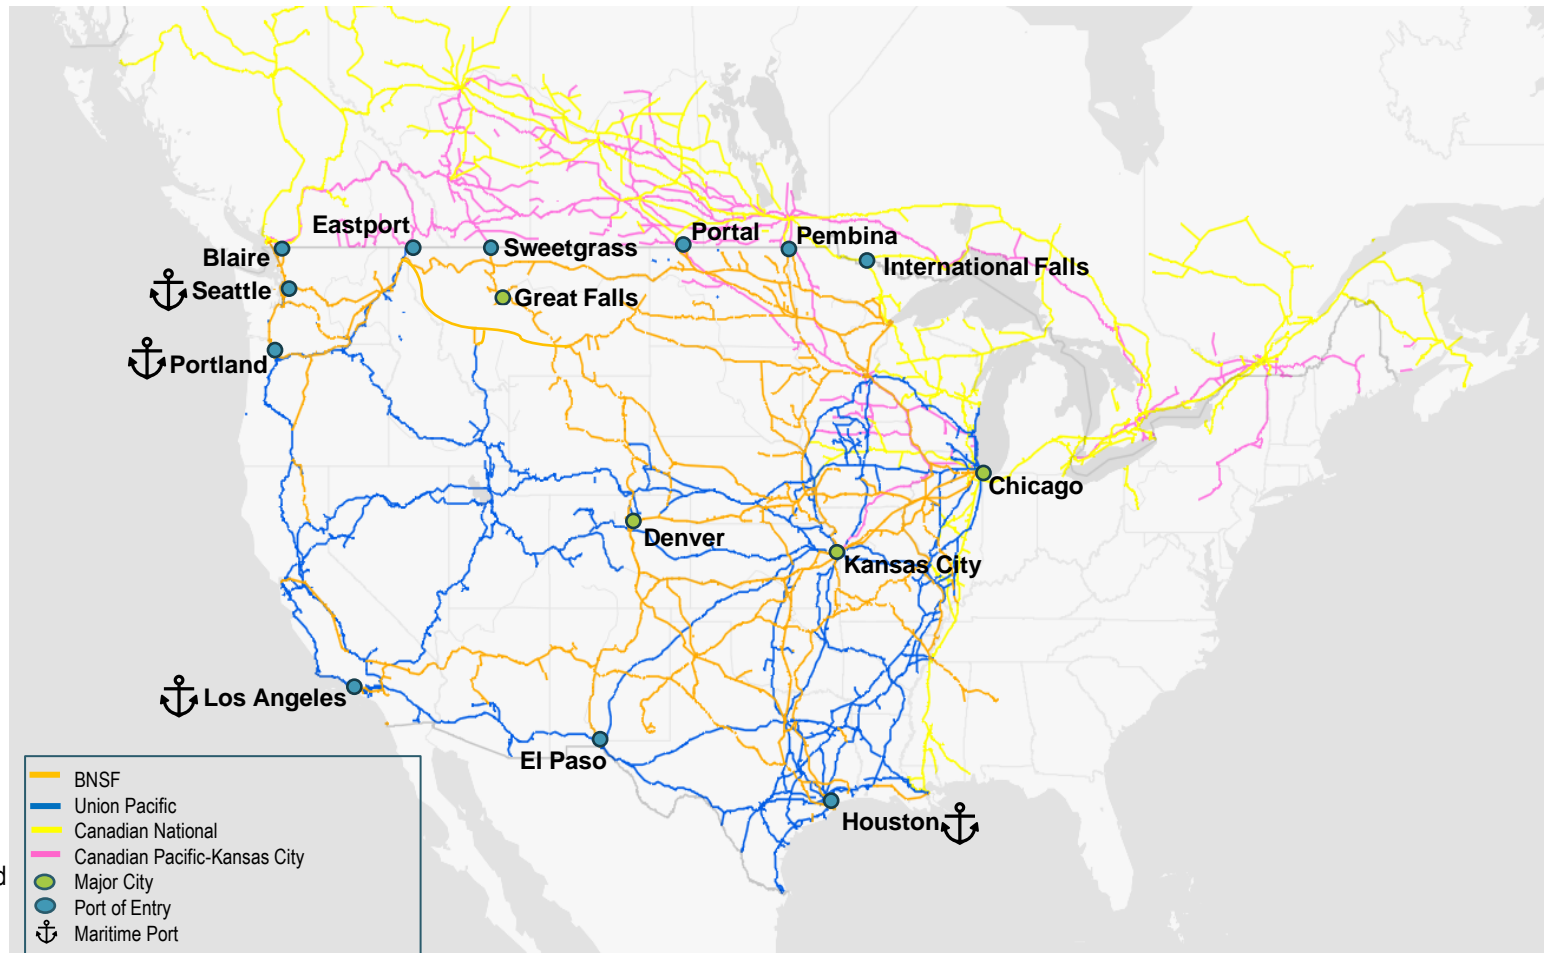 Eastport
Portal
Pembina
Sweetgrass
Blaire
International Falls
Seattle
Great Falls
Portland
Chicago
Denver
Kansas City
Los Angeles
El Paso
Houston
BNSF
Union Pacific
Canadian National
Canadian Pacific-Kansas City
d
Major City
Port of Entry
Maritime Port